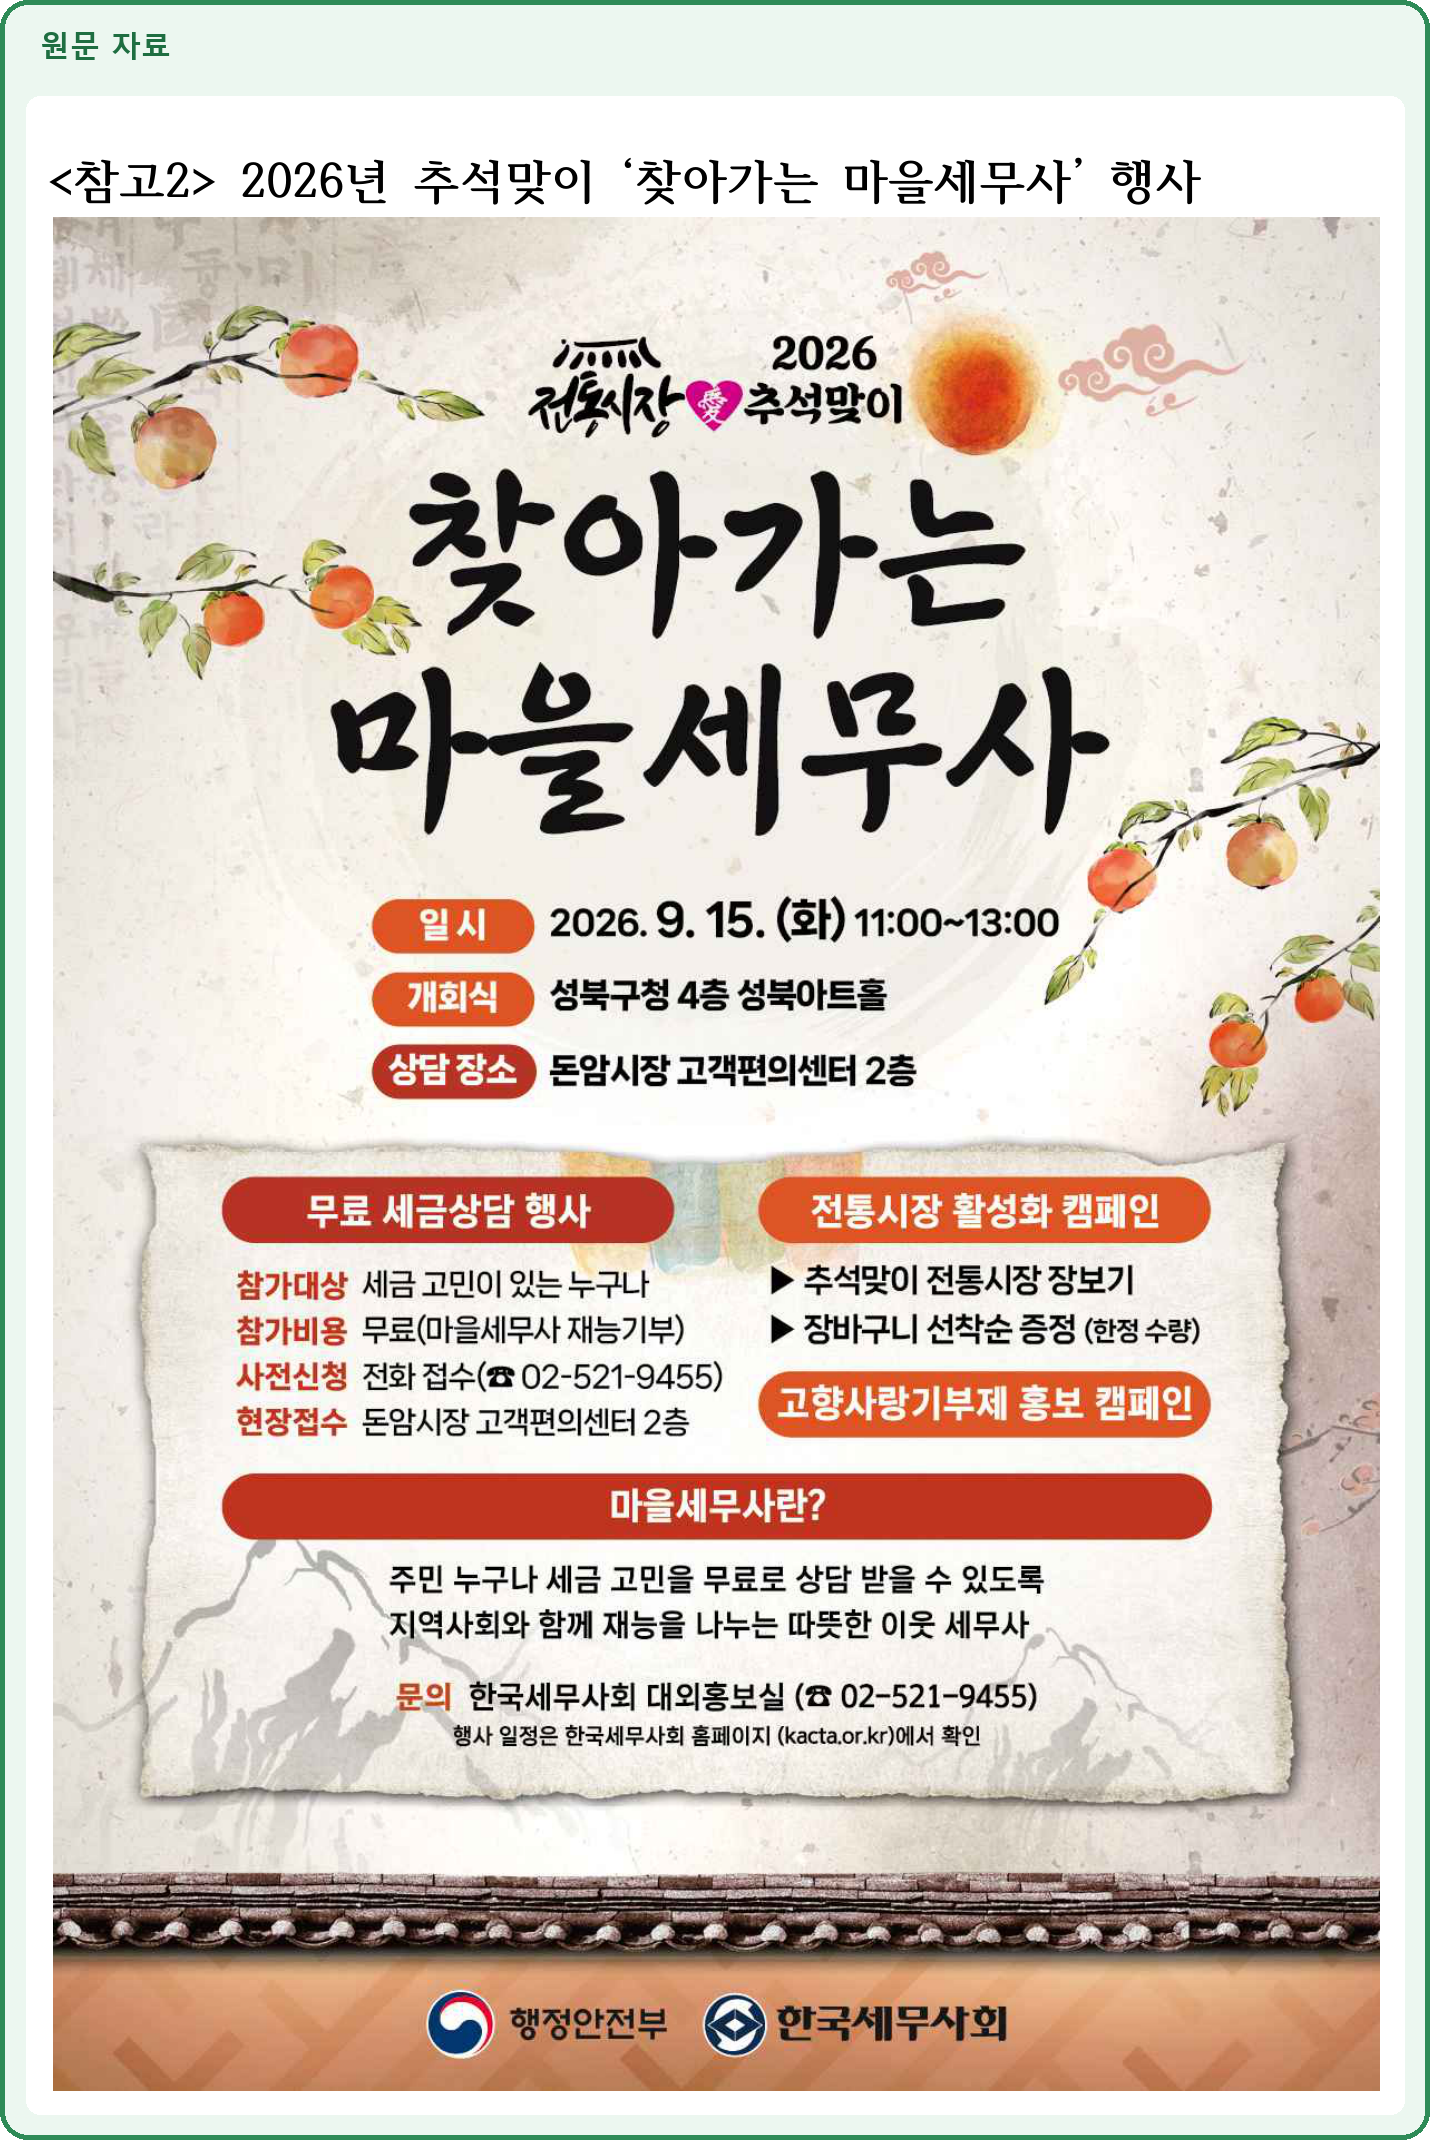 원문 자료
<참고2> 2026년 추석맞이 ‘찾아가는 마을세무사’ 행사
전통시장 愛 2026 추석맞이
찾아가는
마을세무사
일시 2026. 9. 15. (화) 11:00~13:00
개회식 성북구청 4층 성북아트홀
상담 장소 돈암시장 고객편의센터 2층
무료 세금상담 행사
참가대상 세금 고민이 있는 누구나
참가비용 무료(마을세무사 재능기부)
사전신청 전화 접수(☎ 02-521-9455)
현장접수 돈암시장 고객편의센터 2층
전통시장 활성화 캠페인
▶ 추석맞이 전통시장 장보기
▶ 장바구니 선착순 증정 (한정 수량)
고향사랑기부제 홍보 캠페인
마을세무사란?
주민 누구나 세금 고민을 무료로 상담 받을 수 있도록
지역사회와 함께 재능을 나누는 따뜻한 이웃 세무사
문의 한국세무사회 대외홍보실 (☎ 02-521-9455)
행사 일정은 한국세무사회 홈페이지 (kacta.or.kr)에서 확인
행정안전부 한국세무사회